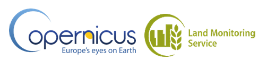 opernicus
Europe's eyes on Earth
Land Monitoring
Service